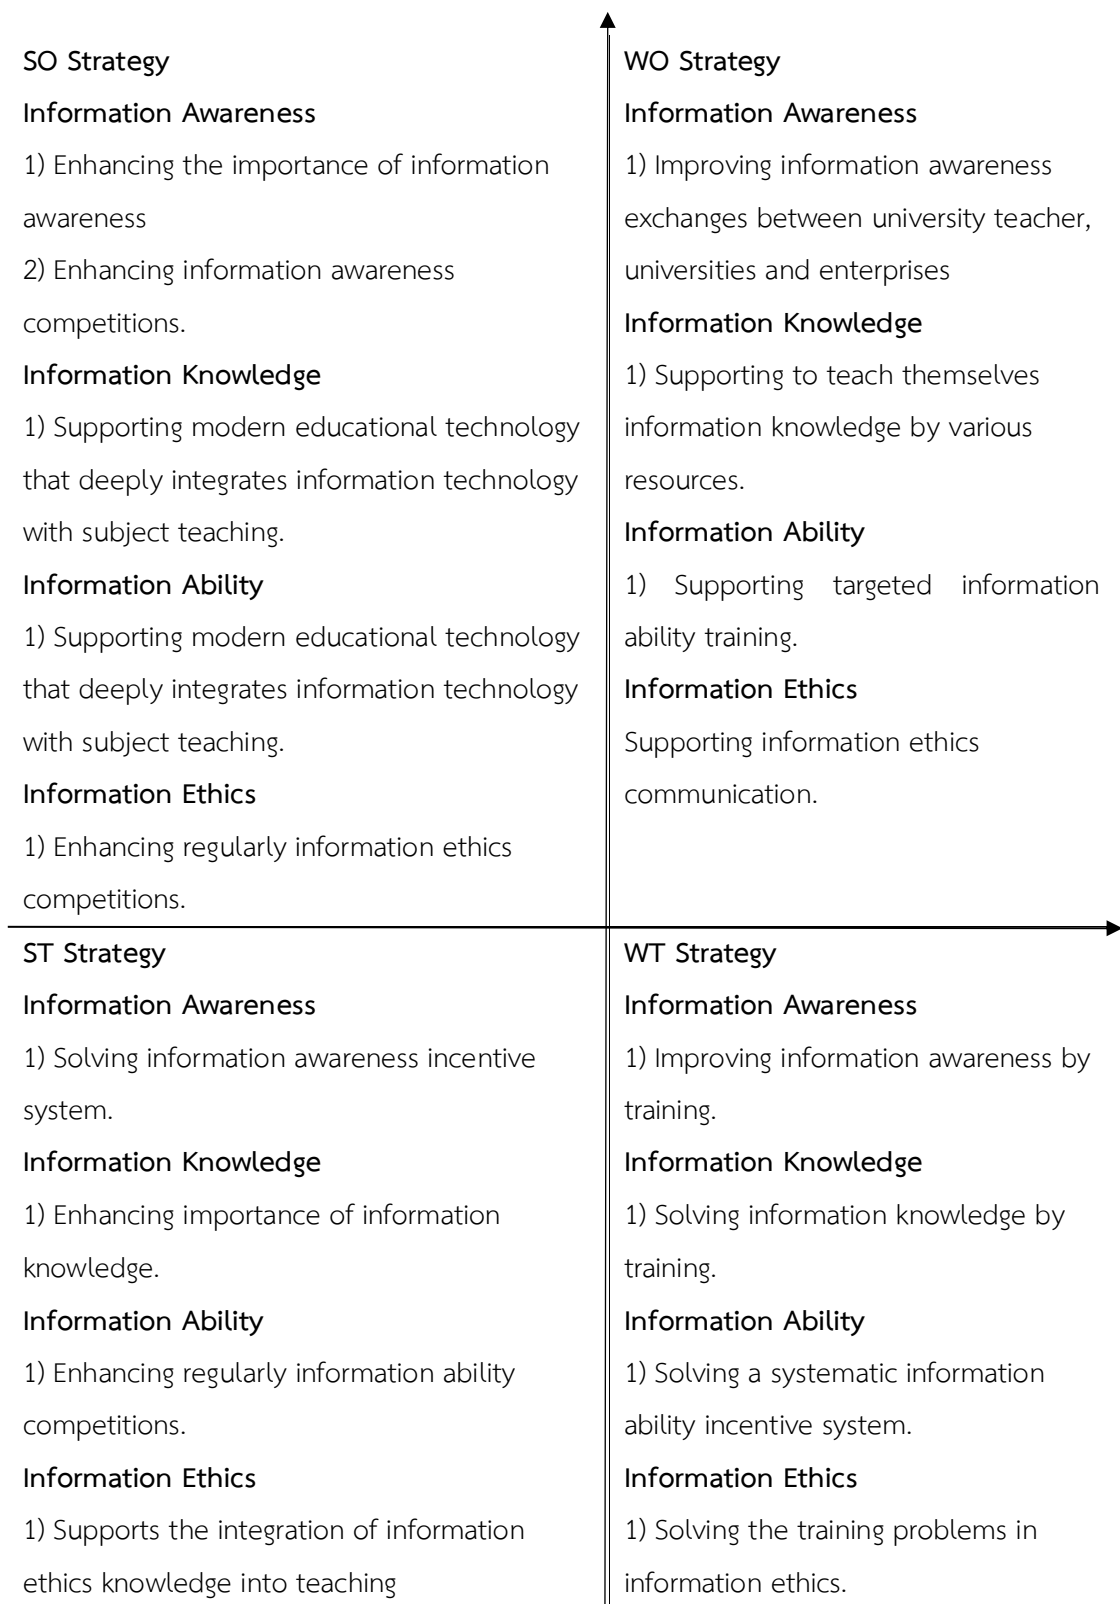 SO Strategy
Information Awareness
1) Enhancing the importance of information
awareness
2) Enhancing information awareness
competitions.
Information Knowledge
1) Supporting modern educational technology
that deeply integrates information technology
with subject teaching.
Information Ability
1) Supporting modern educational technology
that deeply integrates information technology
with subject teaching.
Information Ethics
1) Enhancing regularly information ethics
competitions.
WO Strategy
Information Awareness
1) Improving information awareness
exchanges between university teacher,
universities and enterprises
Information Knowledge
1) Supporting to teach themselves
information knowledge by various
resources.
Information Ability
1) Supporting targeted information
ability training.
Information Ethics
Supporting information ethics
communication.
ST Strategy
Information Awareness
1) Solving information awareness incentive
system.
Information Knowledge
1) Enhancing importance of information
knowledge.
Information Ability
1) Enhancing regularly information ability
competitions.
Information Ethics
1) Supports the integration of information
ethics knowledge into teaching
WT Strategy
Information Awareness
1) Improving information awareness by
training.
Information Knowledge
1) Solving information knowledge by
training.
Information Ability
1) Solving a systematic information
ability incentive system.
Information Ethics
1) Solving the training problems in
information ethics.